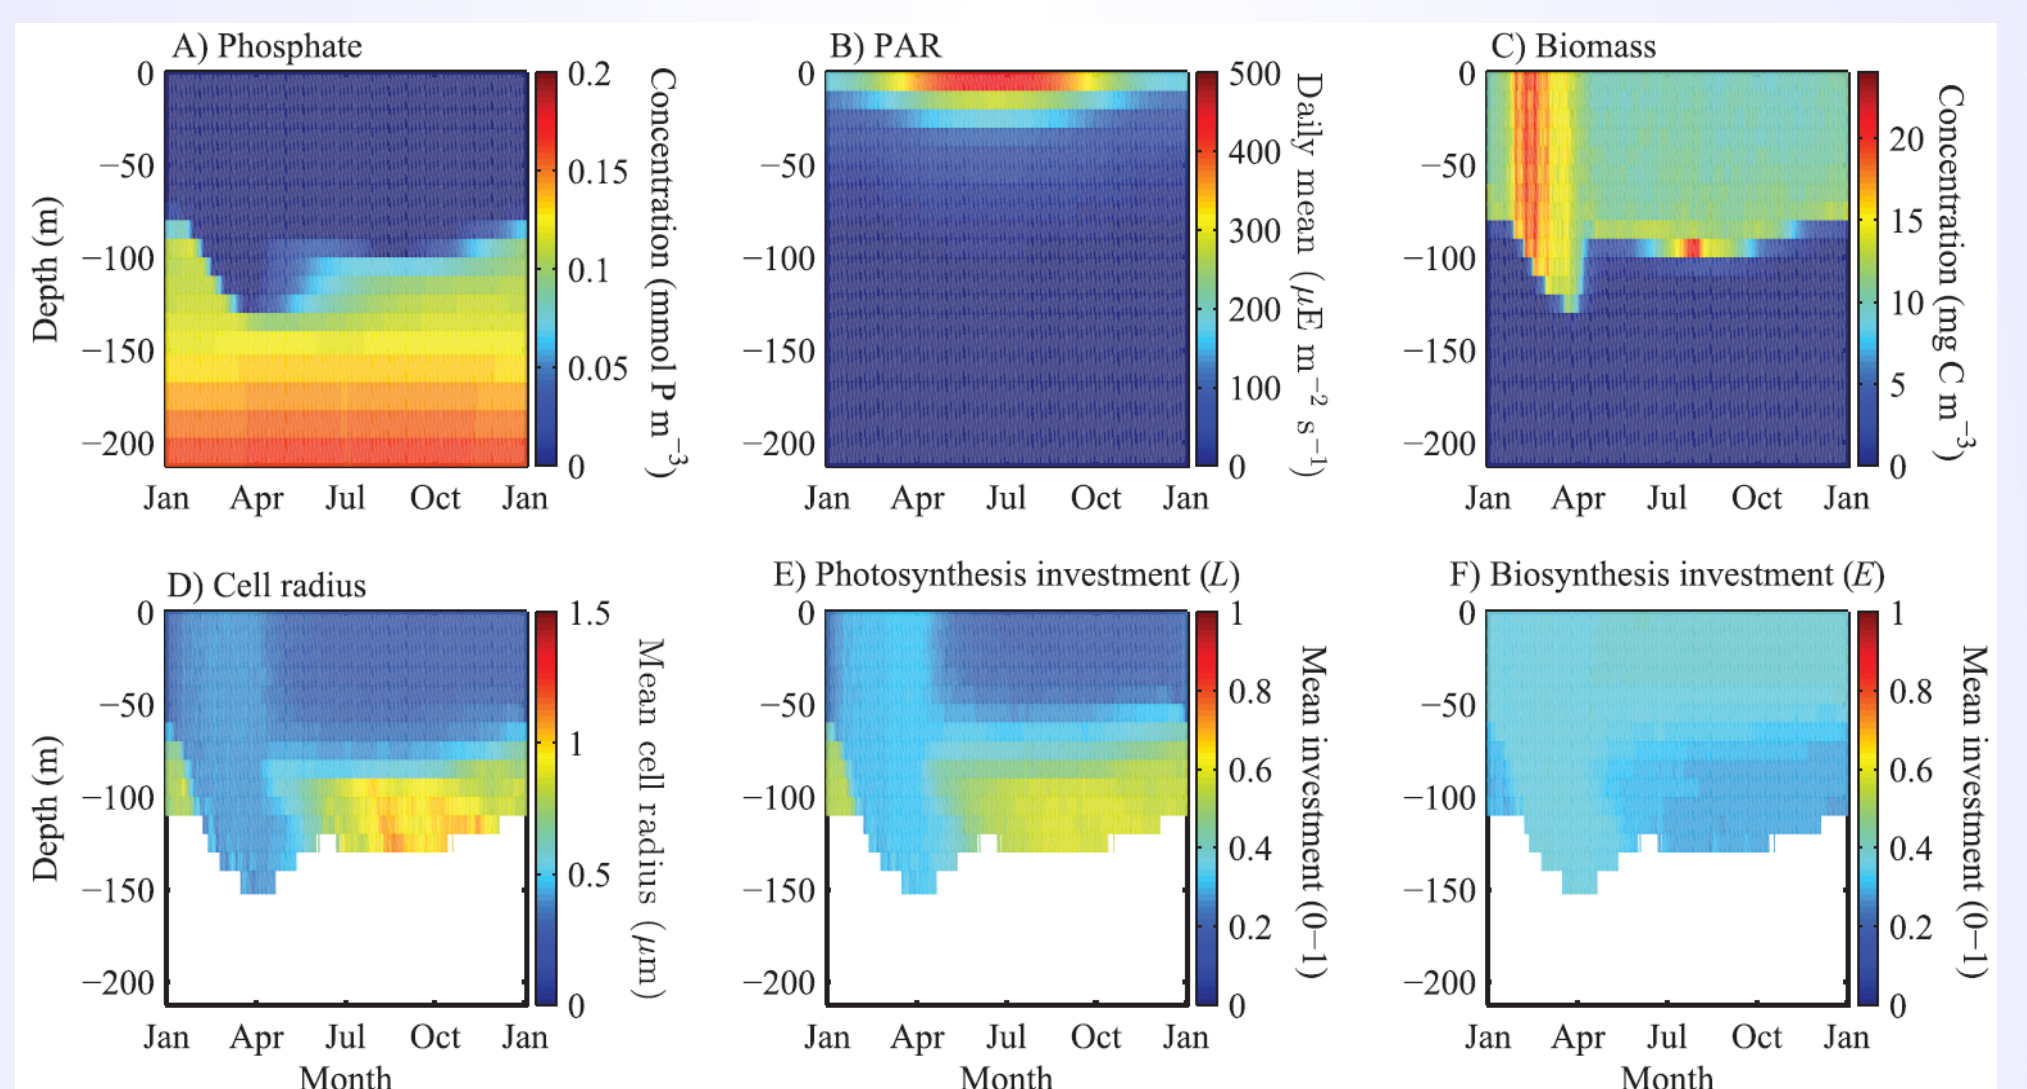 A) Phosphate
0
−50
−100
−150
−200
Depth (m)
Jan Apr Jul Oct Jan
0.2
0.15
0.1
0.05
0
Concentration (mmol P m−3)
B) PAR
0
−50
−100
−150
−200
Jan Apr Jul Oct Jan
500
400
300
200
100
0
Daily mean (μE m−2 s−1)
C) Biomass
0
−50
−100
−150
−200
Jan Apr Jul Oct Jan
20
15
10
5
0
Concentration (mg C m−3)
D) Cell radius
0
−50
−100
−150
−200
Depth (m)
Jan Apr Jul Oct Jan
Month
1.5
1
0.5
0
Mean cell radius (μm)
E) Photosynthesis investment (L)
0
−50
−100
−150
−200
Jan Apr Jul Oct Jan
Month
1
0.8
0.6
0.4
0.2
0
Mean investment (0−1)
F) Biosynthesis investment (E)
0
−50
−100
−150
−200
Jan Apr Jul Oct Jan
Month
1
0.8
0.6
0.4
0.2
0
Mean investment (0−1)